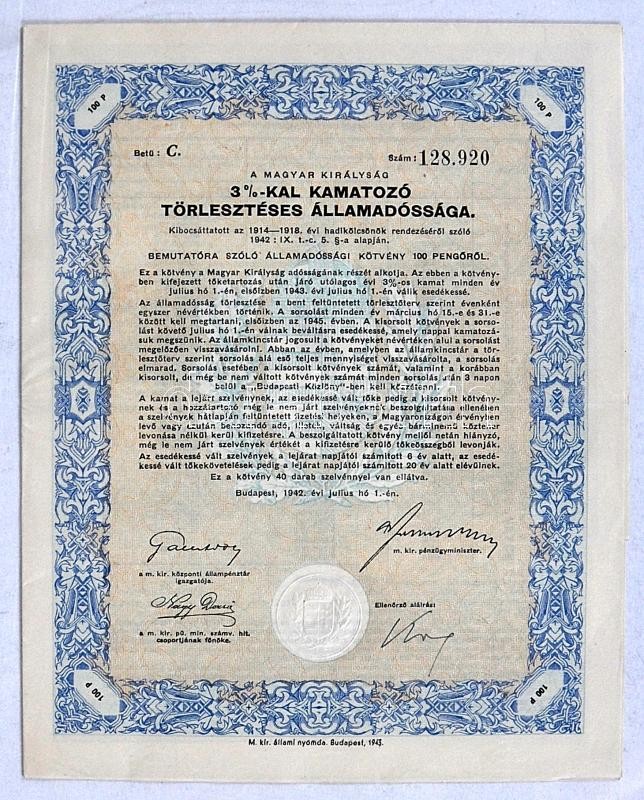 100 P
100 P
Betű: C.
Szám: 128.920
A MAGYAR KIRÁLYSÁG
3%-KAL KAMATOZÓ
TÖRLESZTÉSES ÁLLAMADÓSSÁGA.
Kibocsáttatott az 1914—1918. évi hadikölcsönök rendezéséről szóló
1942 : IX. t.-c. 5. §-a alapján.
BEMUTATÓRA SZÓLÓ ÁLLAMADÓSSÁGI KÖTVÉNY 100 PENGŐRŐL.
Ez a kötvény a Magyar Királyság adósságának részét alkotja. Az ebben a kötvény-
ben kifejezett tőketartozás után járó utólagos évi 3%-os kamat minden év
július hó 1.-én, elsőízben 1943. évi július hó 1.-én válik esedékessé.
Az államadósság törlesztése a bent feltüntetett törlesztőterv szerint évenként
egyszer névértékben történik. A sorsolást minden év március hó 15.-e és 31.-e
között kell megtartani, elsőízben az 1945. évben. A kisorsolt kötvények a sorso-
lást követő július hó 1.-én válnak beváltásra esedékessé, amely nappal kamatozá-
suk megszűnik. Az államkincstár jogosult a kötvényeket névértéken alul a sorsolást
megelőzően visszavásárolni. Abban az évben, amelyben az államkincstár a tör-
lesztőterv szerint sorsolás alá eső teljes mennyiséget visszavásárolta, a sorsolás
elmarad. Sorsolás esetében a kisorsolt kötvények számát, valamint a korábban
kisorsolt, de még be nem váltott kötvények számát minden sorsolás után 3 napon
belül a „Budapesti Közlöny"-ben kell közzétenni.
A kamat a lejárt szelvénynek, az esedékessé vált tőke pedig a kisorsolt kötvény-
nek és a hozzátartozó még le nem járt szelvényeknek beszolgáltatása ellenében
a szelvények hátlapján feltüntetett fizetési helyeken, a Magyarországon érvényben
levő vagy ezután behozandó adó, illeték, váltság és egyéb bárminemű közteher
levonása nélkül kerül kifizetésre. A beszolgáltatott kötvény mellől netán hiányzó,
még le nem járt szelvények értékét a kifizetésre kerülő tőkeösszegből levonják.
Az esedékessé vált szelvények a lejárat napjától számított 6 év alatt, az esedé-
kessé vált tőkekövetelések pedig a lejárat napjától számított 20 év alatt elévülnek.
Ez a kötvény 40 darab szelvénnyel van ellátva.
Budapest, 1942. évi július hó 1.-én.
a m. kir. központi állampénztár
igazgatója.
m. kir. pénzügyminiszter.
a m. kir. pü. min. számv. hit.
csoportjának főnöke.
Ellenőrző aláírás:
100 P
100 P
M. kir. állami nyomda. Budapest, 1943.